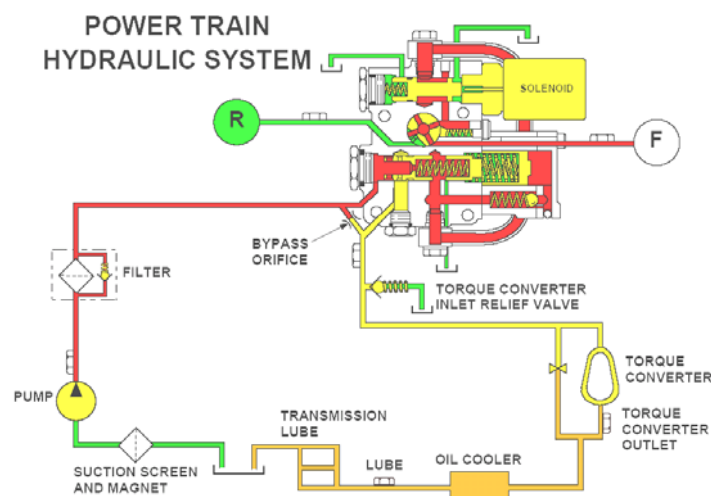 POWER TRAIN
HYDRAULIC SYSTEM
SOLENOID
R
F
BYPASS
ORIFICE
FILTER
TORQUE CONVERTER
INLET RELIEF VALVE
TORQUE
CONVERTER
PUMP
TRANSMISSION
LUBE
TORQUE
CONVERTER
OUTLET
SUCTION SCREEN
AND MAGNET
LUBE
OIL COOLER